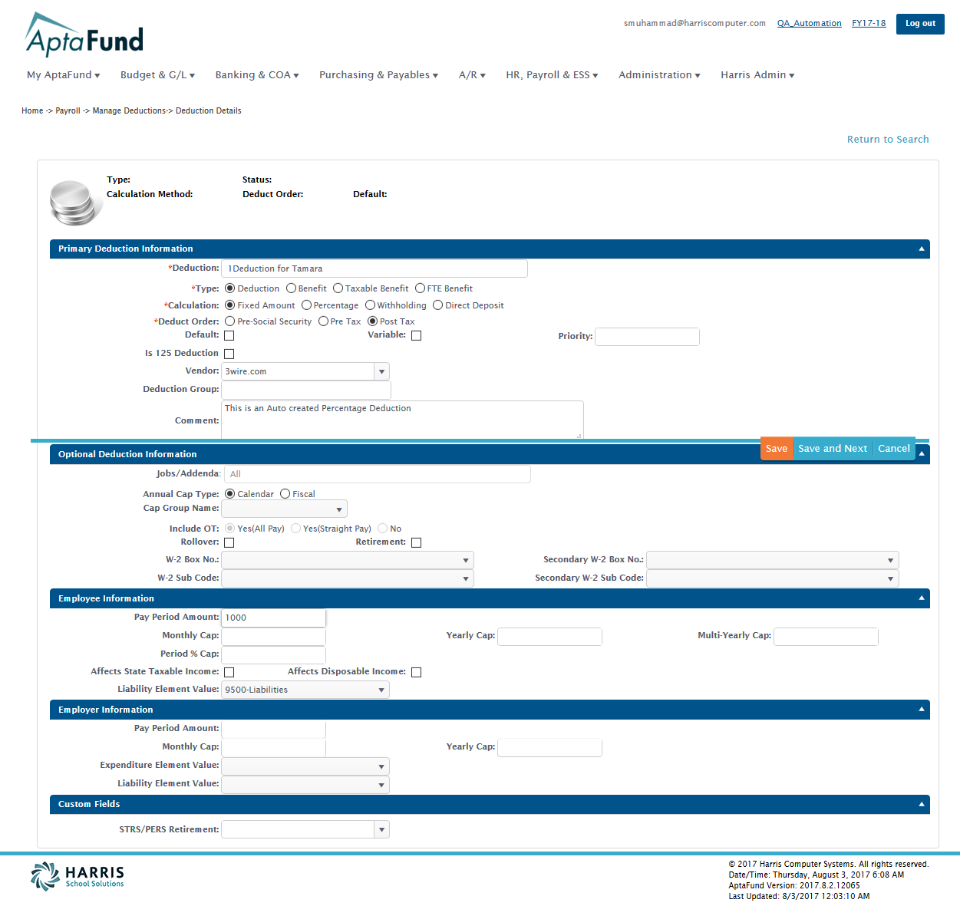 smuhammad@harriscomputer.com QA_Automation FY17-18 Log out
AptaFund
My AptaFund Budget & G/L Banking & COA Purchasing & Payables A/R HR, Payroll & ESS Administration Harris Admin
Home -> Payroll -> Manage Deductions-> Deduction Details
Return to Search
Type: Status:
Calculation Method: Deduct Order: Default:
Primary Deduction Information
*Deduction: 1Deduction for Tamara
*Type: Deduction Benefit Taxable Benefit FTE Benefit
*Calculation: Fixed Amount Percentage Withholding Direct Deposit
*Deduct Order: Pre-Social Security Pre Tax Post Tax
Default: Variable: Priority:
Is 125 Deduction
Vendor: 3wire.com
Deduction Group:
Comment: This is an Auto created Percentage Deduction
Save Save and Next Cancel
Optional Deduction Information
Jobs/Addenda: All
Annual Cap Type: Calendar Fiscal
Cap Group Name:
Include OT: Yes(All Pay) Yes(Straight Pay) No
Rollover: Retirement:
W-2 Box No.: Secondary W-2 Box No.:
W-2 Sub Code: Secondary W-2 Sub Code:
Employee Information
Pay Period Amount: 1000
Monthly Cap: Yearly Cap: Multi-Yearly Cap:
Period % Cap:
Affects State Taxable Income: Affects Disposable Income:
Liability Element Value: 9500-Liabilities
Employer Information
Pay Period Amount:
Monthly Cap: Yearly Cap:
Expenditure Element Value:
Liability Element Value:
Custom Fields
STRS/PERS Retirement:
HARRIS
School Solutions
© 2017 Harris Computer Systems. All rights reserved.
Date/Time: Thursday, August 3, 2017 6:08 AM
AptaFund Version: 2017.8.2.12065
Last Updated: 8/3/2017 12:03:10 AM